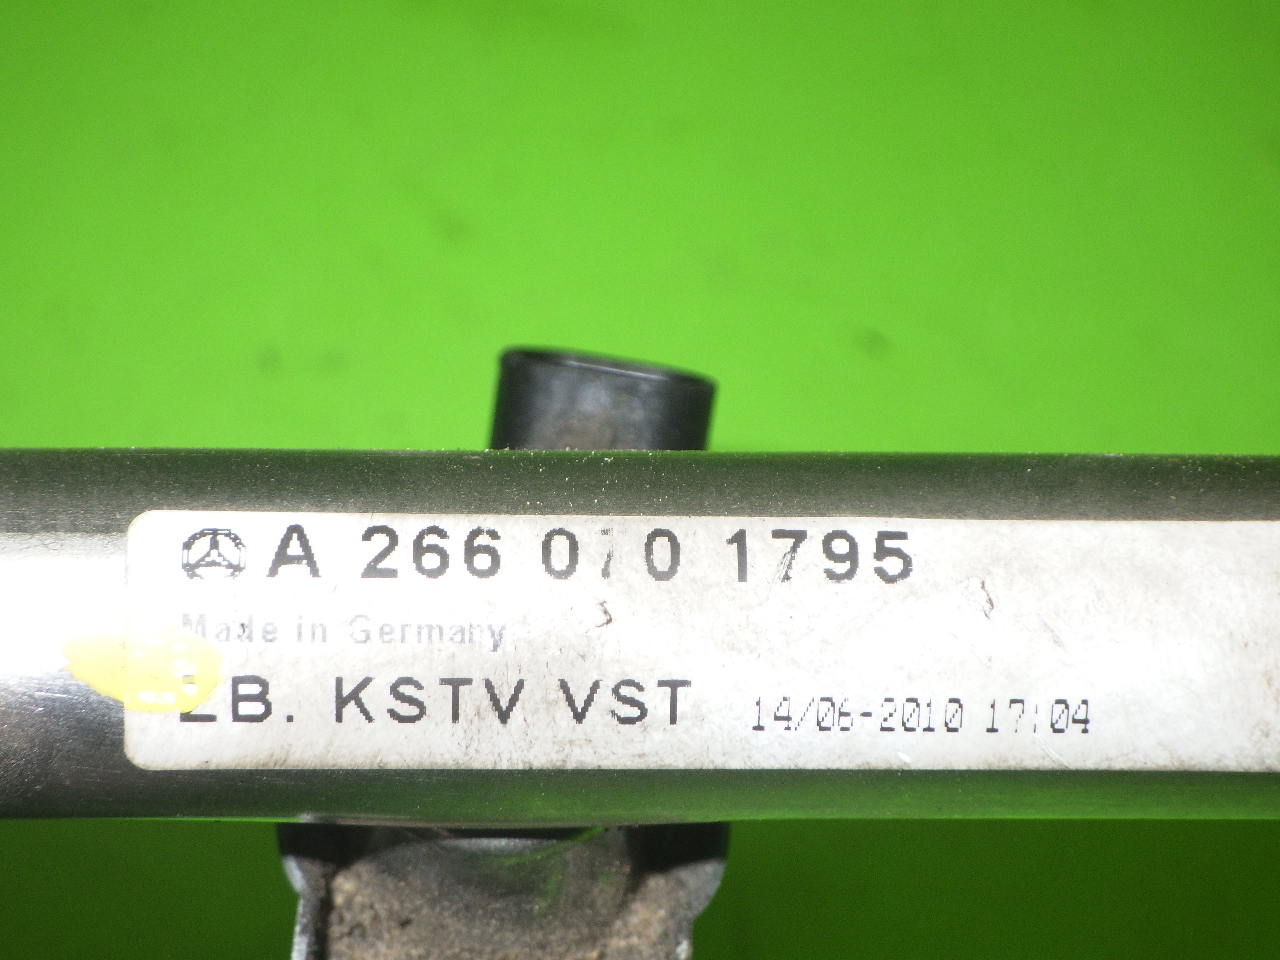 A 266 070 1795
Made in Germany
ZB. KSTV VST 14/06-2010 17:04